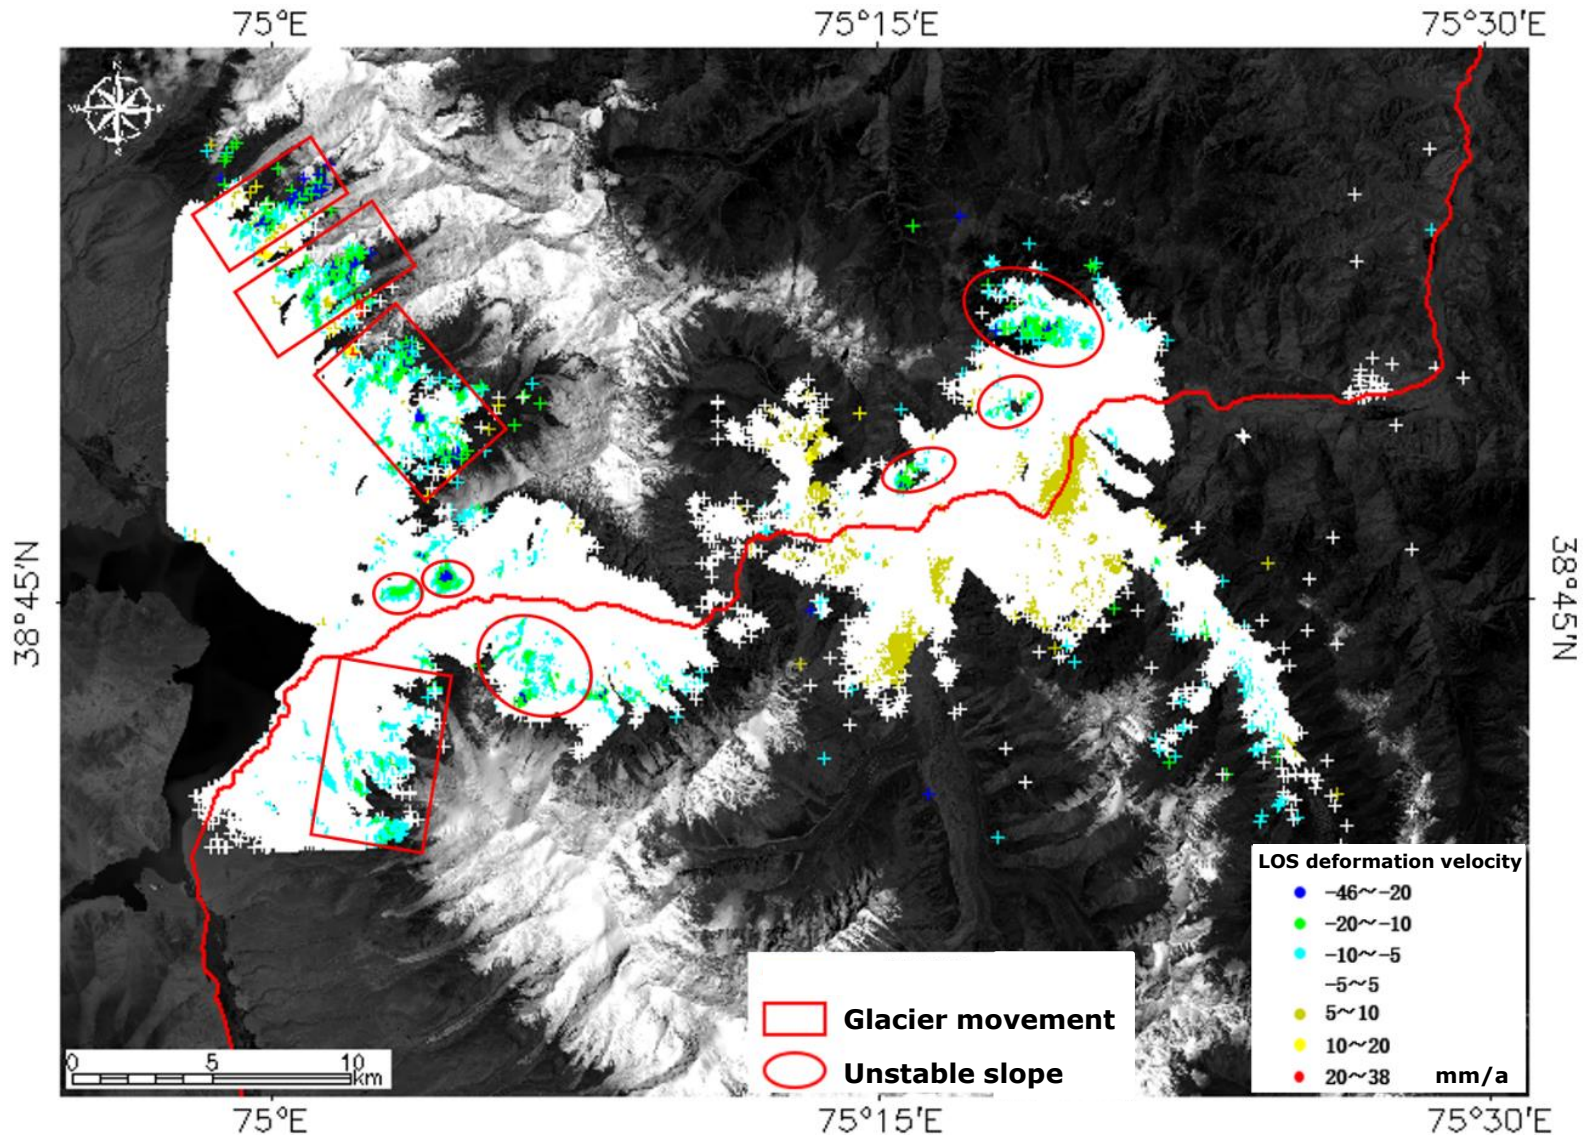 75°E 75°15′E 75°30′E
N
W E
S
38°45′N
38°45′N
LOS deformation velocity
−46～−20
−20～−10
−10～−5
−5～5
5～10
10～20
20～38 mm/a
Glacier movement
Unstable slope
0 5 10
km
75°E 75°15′E 75°30′E